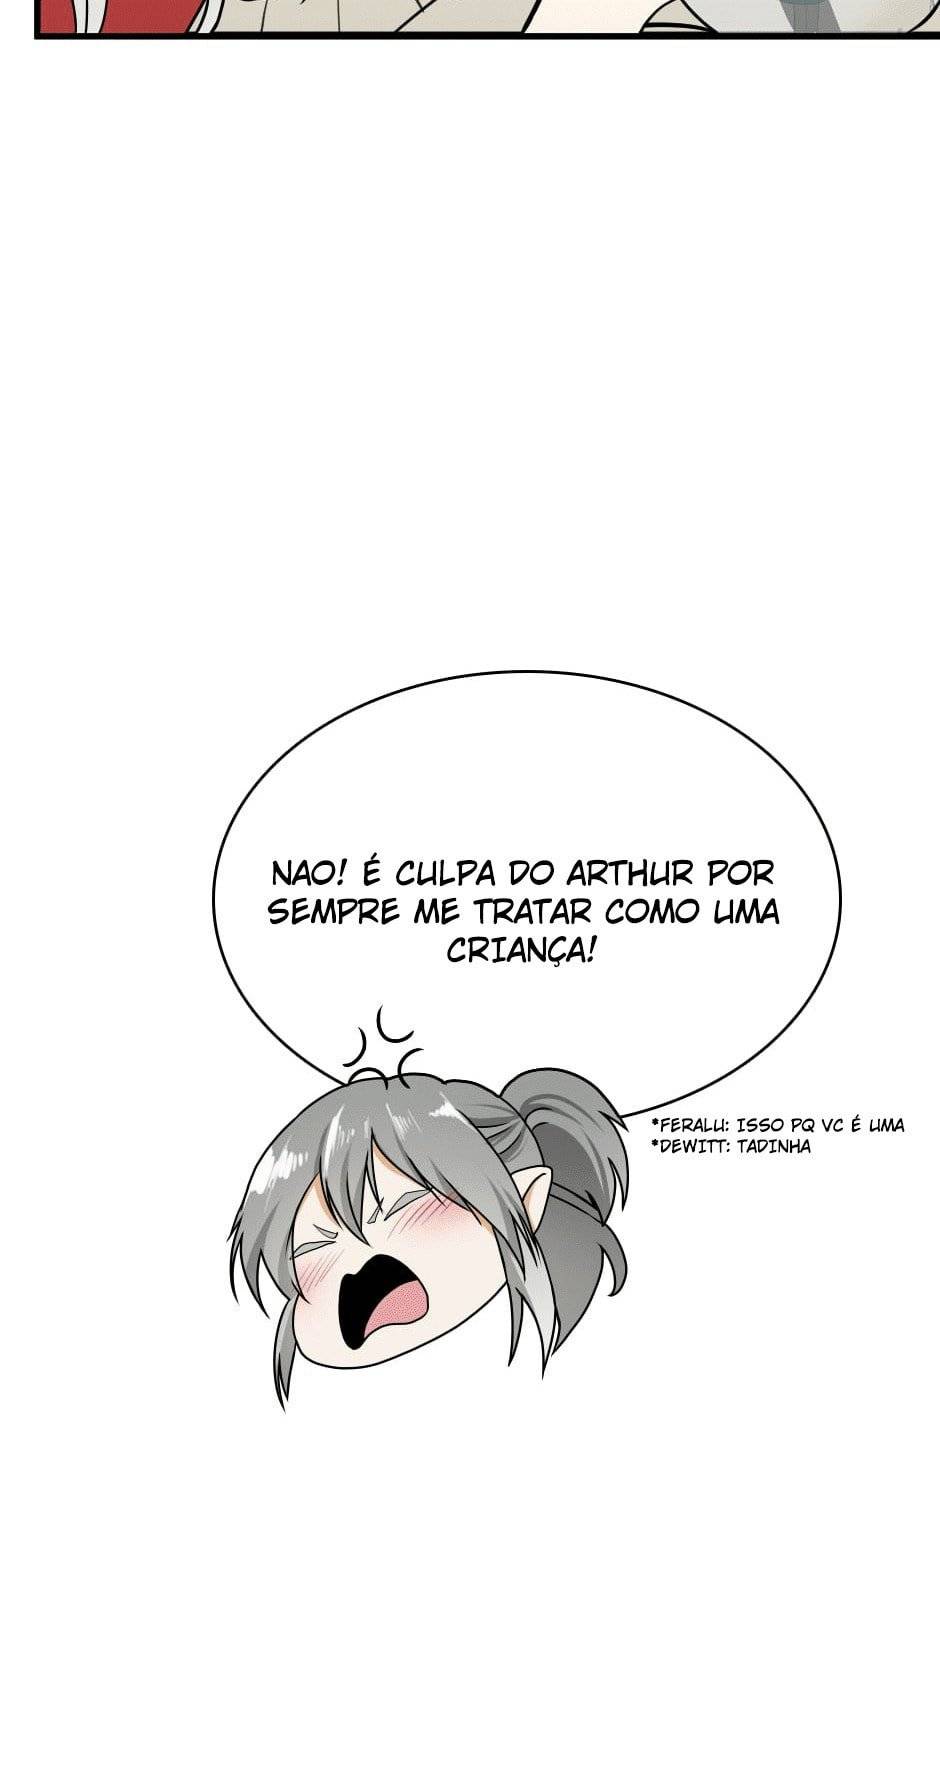 NAO! É CULPA DO ARTHUR POR
SEMPRE ME TRATAR COMO UMA
CRIANÇA!
*FERALU: ISSO PQ VC É UMA
*DEWITT: TADINHA